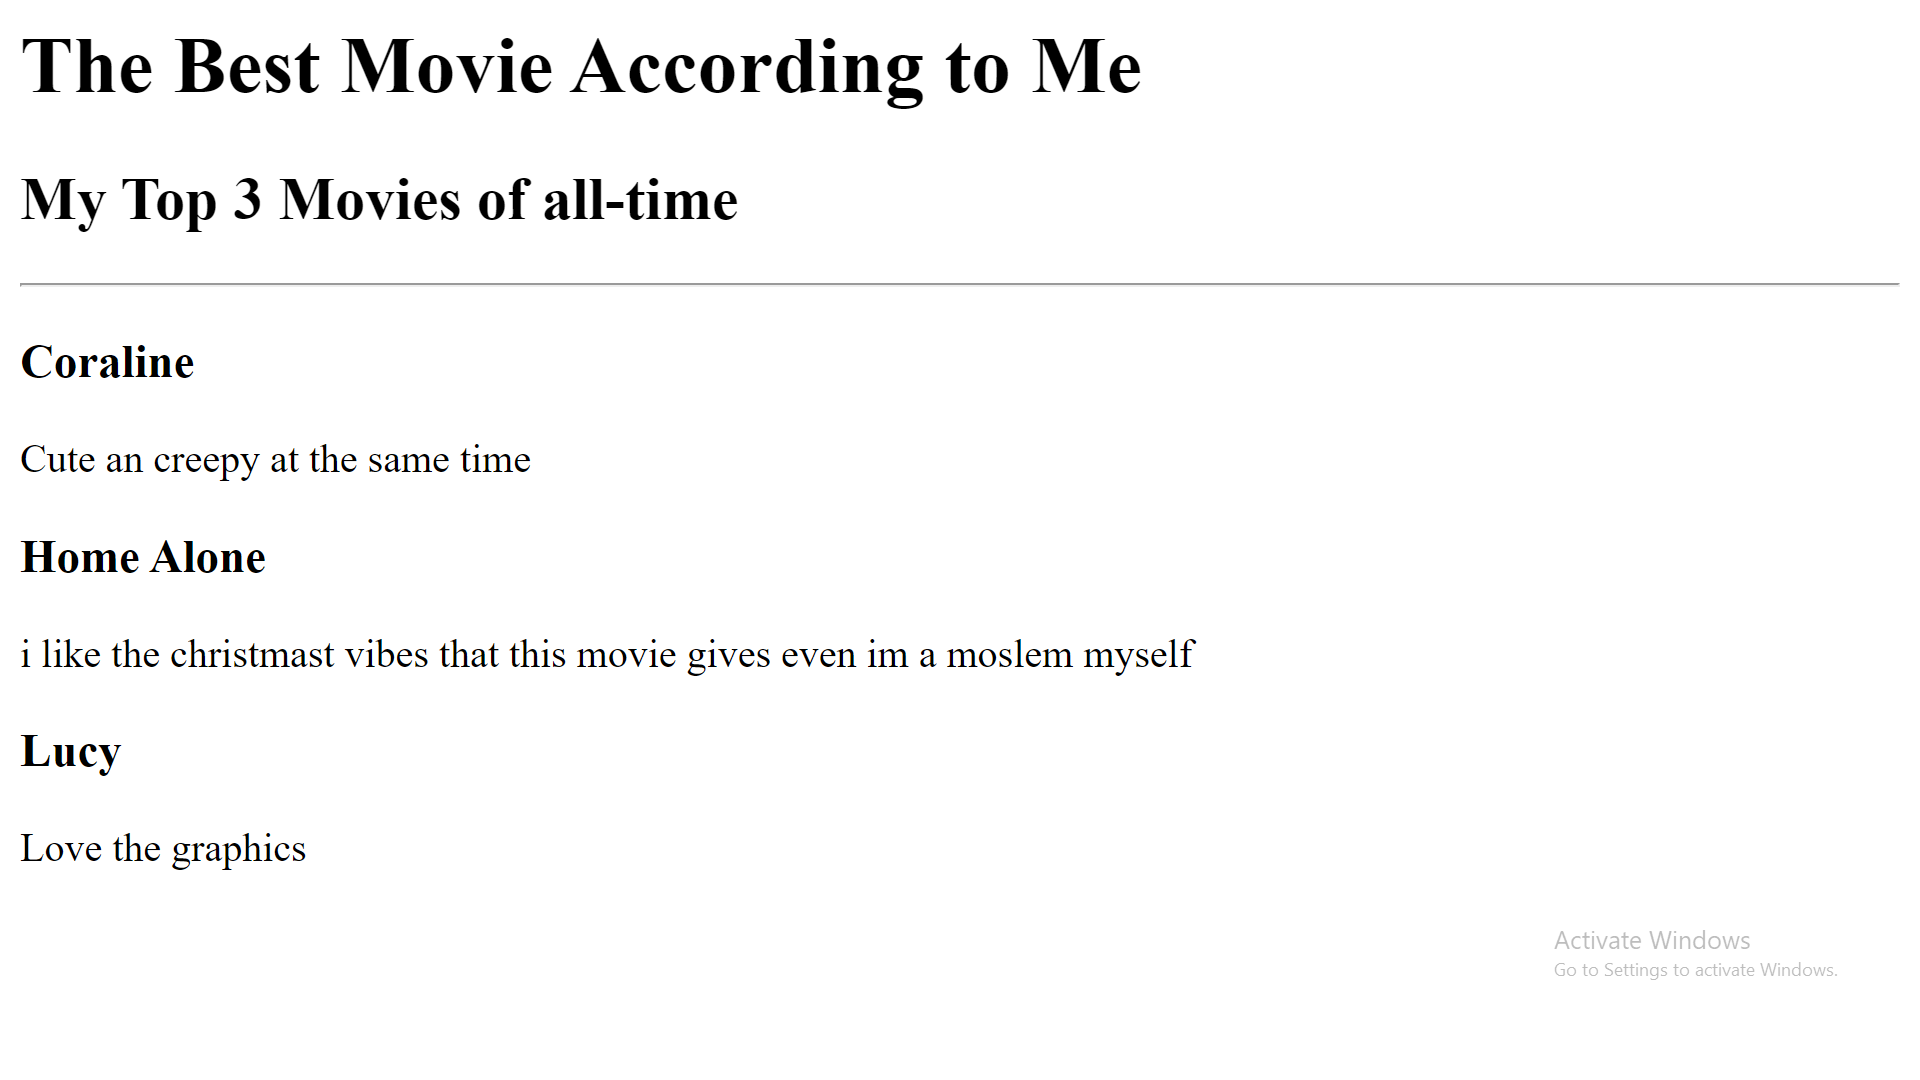 The Best Movie According to Me
My Top 3 Movies of all-time
Coraline
Cute an creepy at the same time
Home Alone
i like the christmast vibes that this movie gives even im a moslem myself
Lucy
Love the graphics
Activate Windows
Go to Settings to activate Windows.